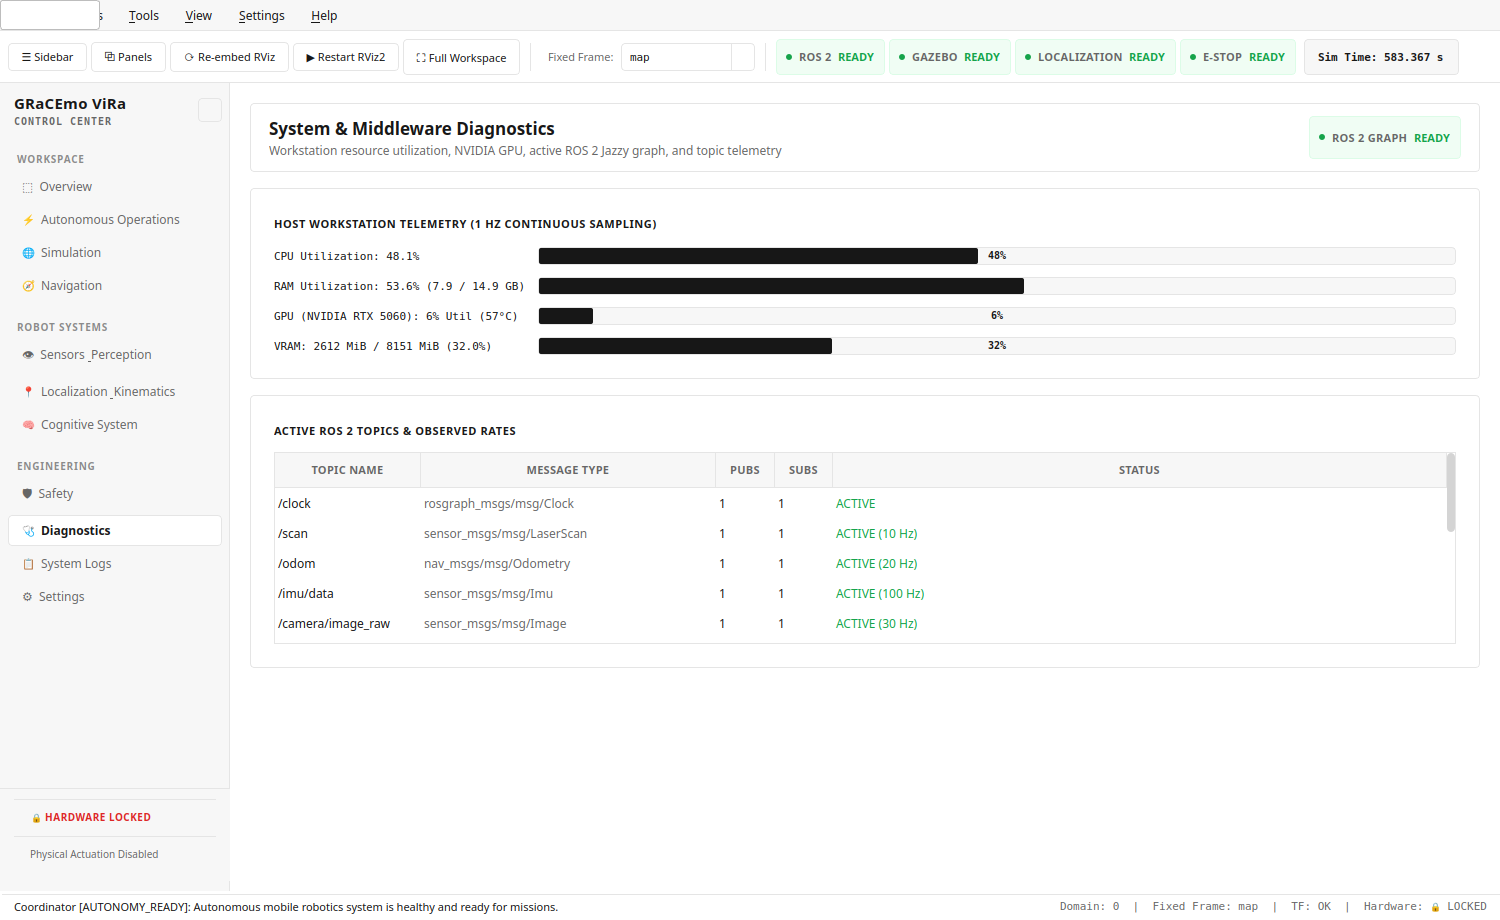 s Tools View Settings Help
☰ Sidebar Panels ⟳ Re-embed RViz ▶ Restart RViz2 ⛶ Full Workspace Fixed Frame: map ● ROS 2 READY ● GAZEBO READY ● LOCALIZATION READY ● E-STOP READY Sim Time: 583.367 s
GRaCEmo ViRa
CONTROL CENTER
WORKSPACE
Overview
Autonomous Operations
Simulation
Navigation
ROBOT SYSTEMS
Sensors _Perception
Localization _Kinematics
Cognitive System
ENGINEERING
Safety
Diagnostics
System Logs
Settings
HARDWARE LOCKED
Physical Actuation Disabled
System & Middleware Diagnostics
Workstation resource utilization, NVIDIA GPU, active ROS 2 Jazzy graph, and topic telemetry
● ROS 2 GRAPH READY
HOST WORKSTATION TELEMETRY (1 HZ CONTINUOUS SAMPLING)
CPU Utilization: 48.1% 48%
RAM Utilization: 53.6% (7.9 / 14.9 GB)
GPU (NVIDIA RTX 5060): 6% Util (57°C) 6%
VRAM: 2612 MiB / 8151 MiB (32.0%) 32%
ACTIVE ROS 2 TOPICS & OBSERVED RATES
TOPIC NAME MESSAGE TYPE PUBS SUBS STATUS
/clock rosgraph_msgs/msg/Clock 1 1 ACTIVE
/scan sensor_msgs/msg/LaserScan 1 1 ACTIVE (10 Hz)
/odom nav_msgs/msg/Odometry 1 1 ACTIVE (20 Hz)
/imu/data sensor_msgs/msg/Imu 1 1 ACTIVE (100 Hz)
/camera/image_raw sensor_msgs/msg/Image 1 1 ACTIVE (30 Hz)
Coordinator [AUTONOMY_READY]: Autonomous mobile robotics system is healthy and ready for missions.
Domain: 0 | Fixed Frame: map | TF: OK | Hardware: 🔒 LOCKED